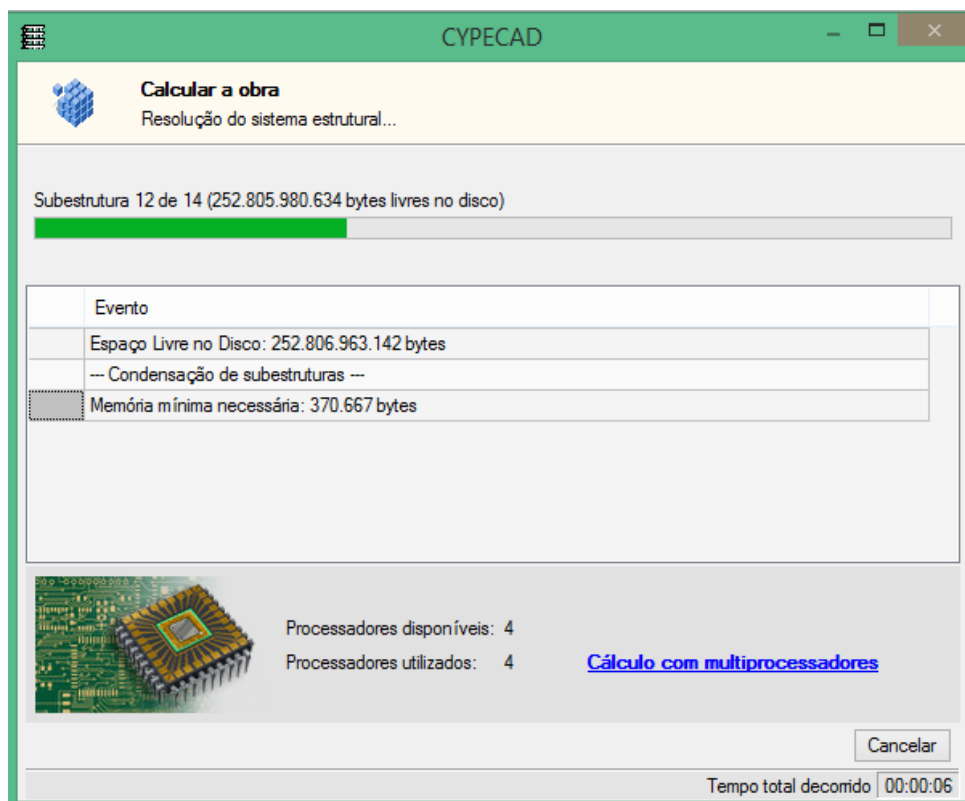 CYPECAD
Calcular a obra
Resolução do sistema estrutural...
Subestrutura 12 de 14 (252.805.980.634 bytes livres no disco)
Evento
Espaço Livre no Disco: 252.806.963.142 bytes
--- Condensação de subestruturas ---
Memória mínima necessária: 370.667 bytes
Processadores disponíveis: 4
Processadores utilizados: 4 Cálculo com multiprocessadores
Cancelar
Tempo total decorrido 00:00:06